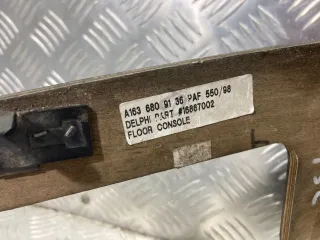 A163 680 91 36 PAF 550/98
DELPHI PART #16867002
FLOOR CONSOLE